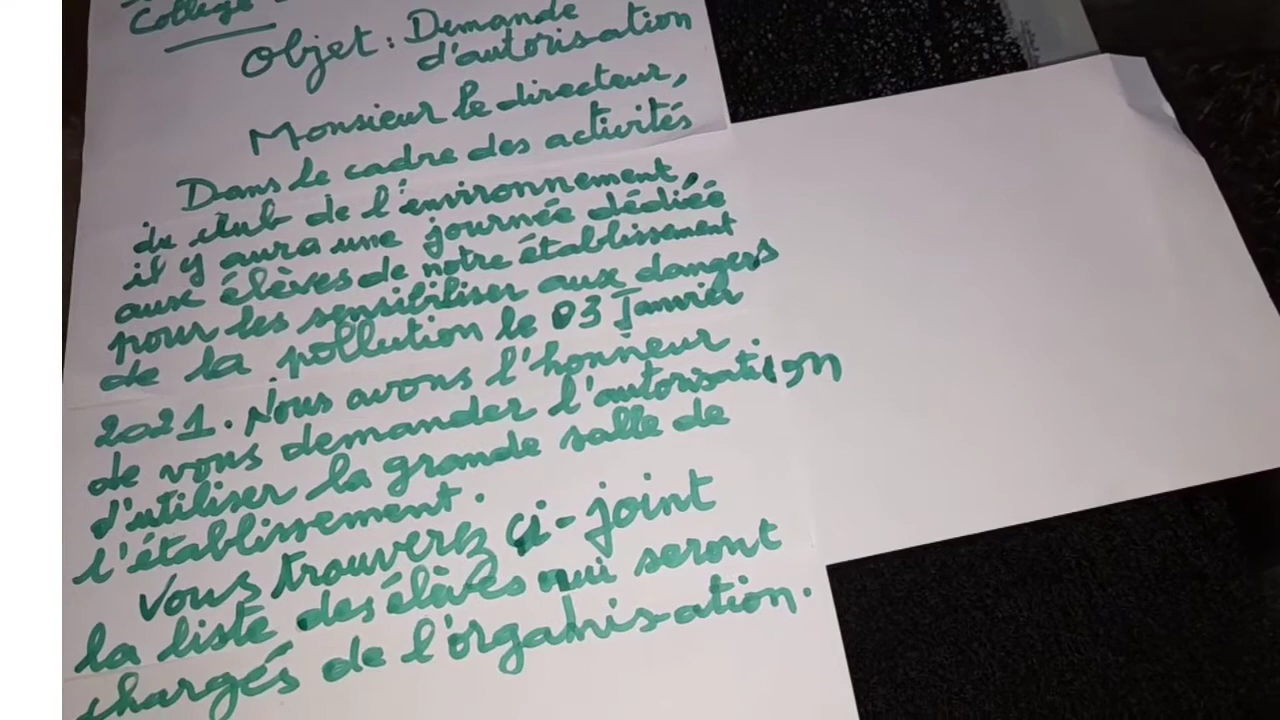 Collège
Objet : Demande
d'autorisation
Monsieur le directeur,
Dans le cadre des activités
du club de l'environnement,
il y aura une journée dédiée
aux élèves de notre établissement
pour les sensibiliser aux dangers
de la pollution le 03 Janvier
2021. Nous avons l'honneur
de vous demander l'autorisation
d'utiliser la grande salle de
l'établissement.
Vous trouverez ci-joint
la liste des élèves qui seront
chargés de l'organisation.